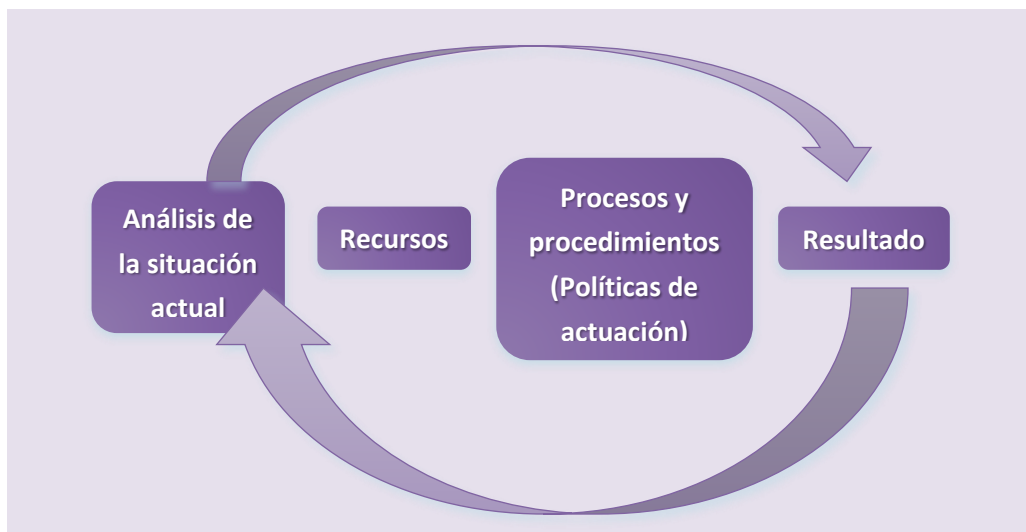 Análisis de
la situación
actual
Recursos
Procesos y
procedimientos
(Políticas de
actuación)
Resultado